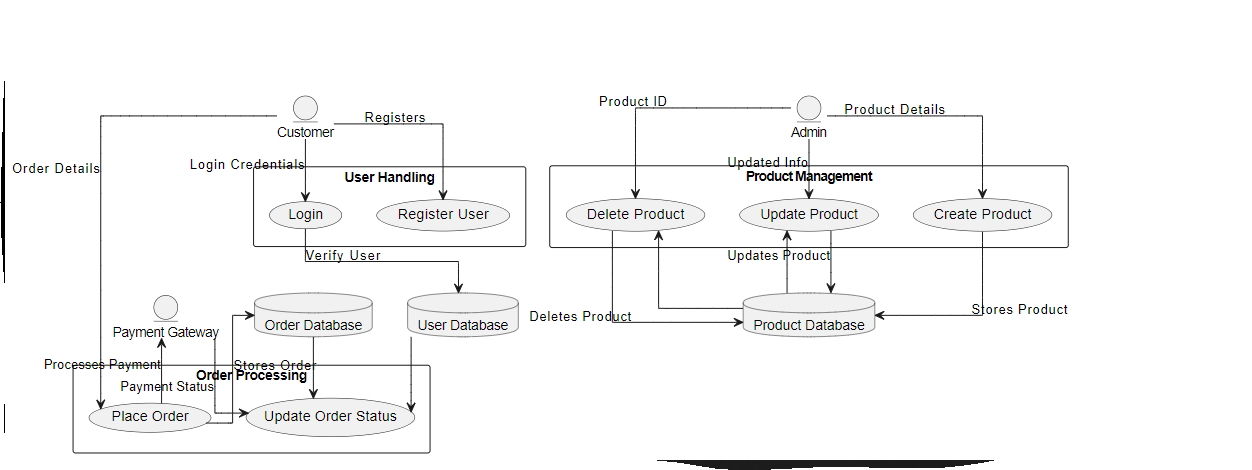 Product ID
Product Details
Registers
Customer
Admin
Order Details
Login Credentials
Updated Info
User Handling
Product Management
Login
Register User
Delete Product
Update Product
Create Product
Verify User
Updates Product
Payment Gateway
Order Database
User Database
Deletes Product
Product Database
Stores Product
Processes Payment
Stores Order
Order Processing
Payment Status
Place Order
Update Order Status